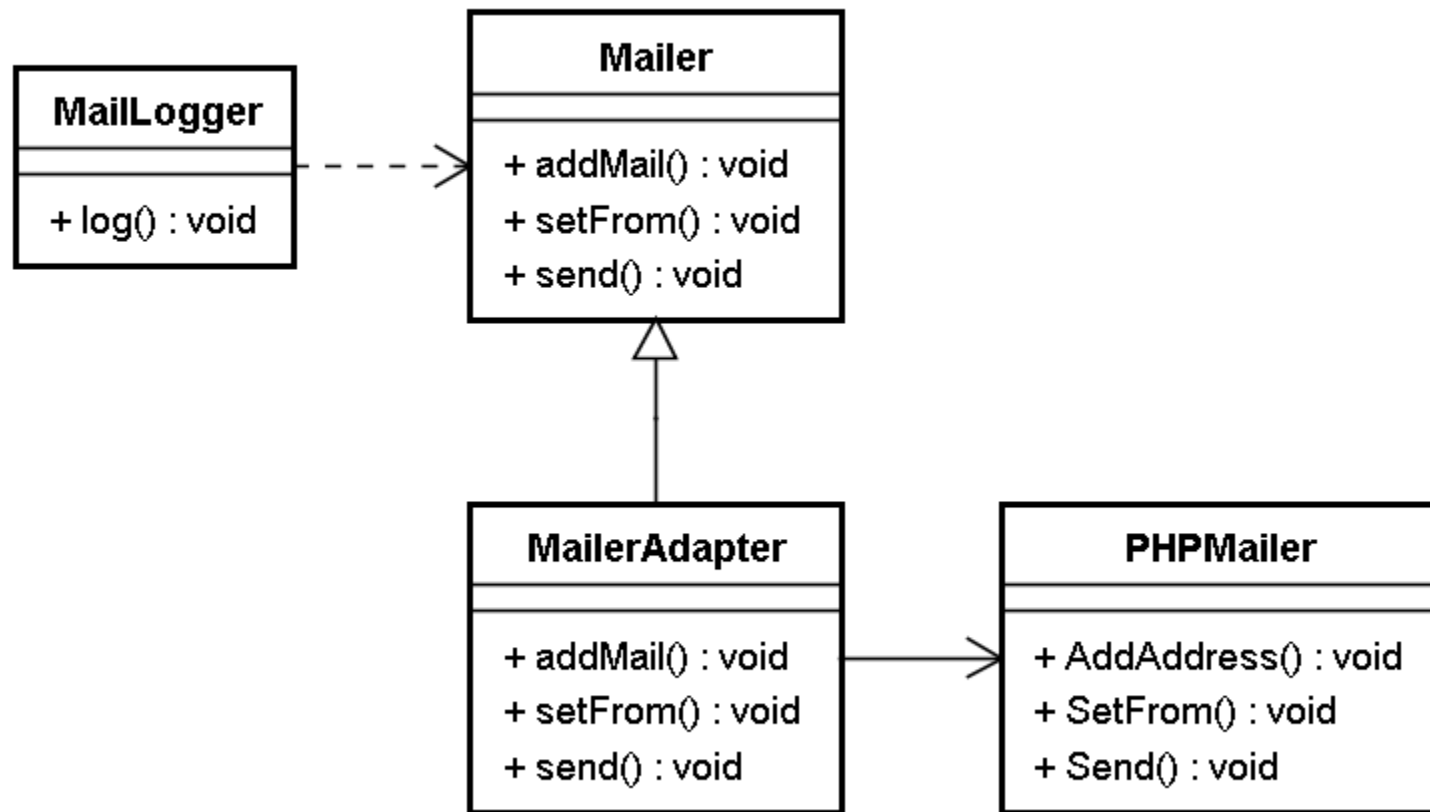 Mailer
+ addMail() : void
+ setFrom() : void
+ send() : void
MailLogger
+ log() : void
MailerAdapter
+ addMail() : void
+ setFrom() : void
+ send() : void
PHPMailer
+ AddAddress() : void
+ SetFrom() : void
+ Send() : void